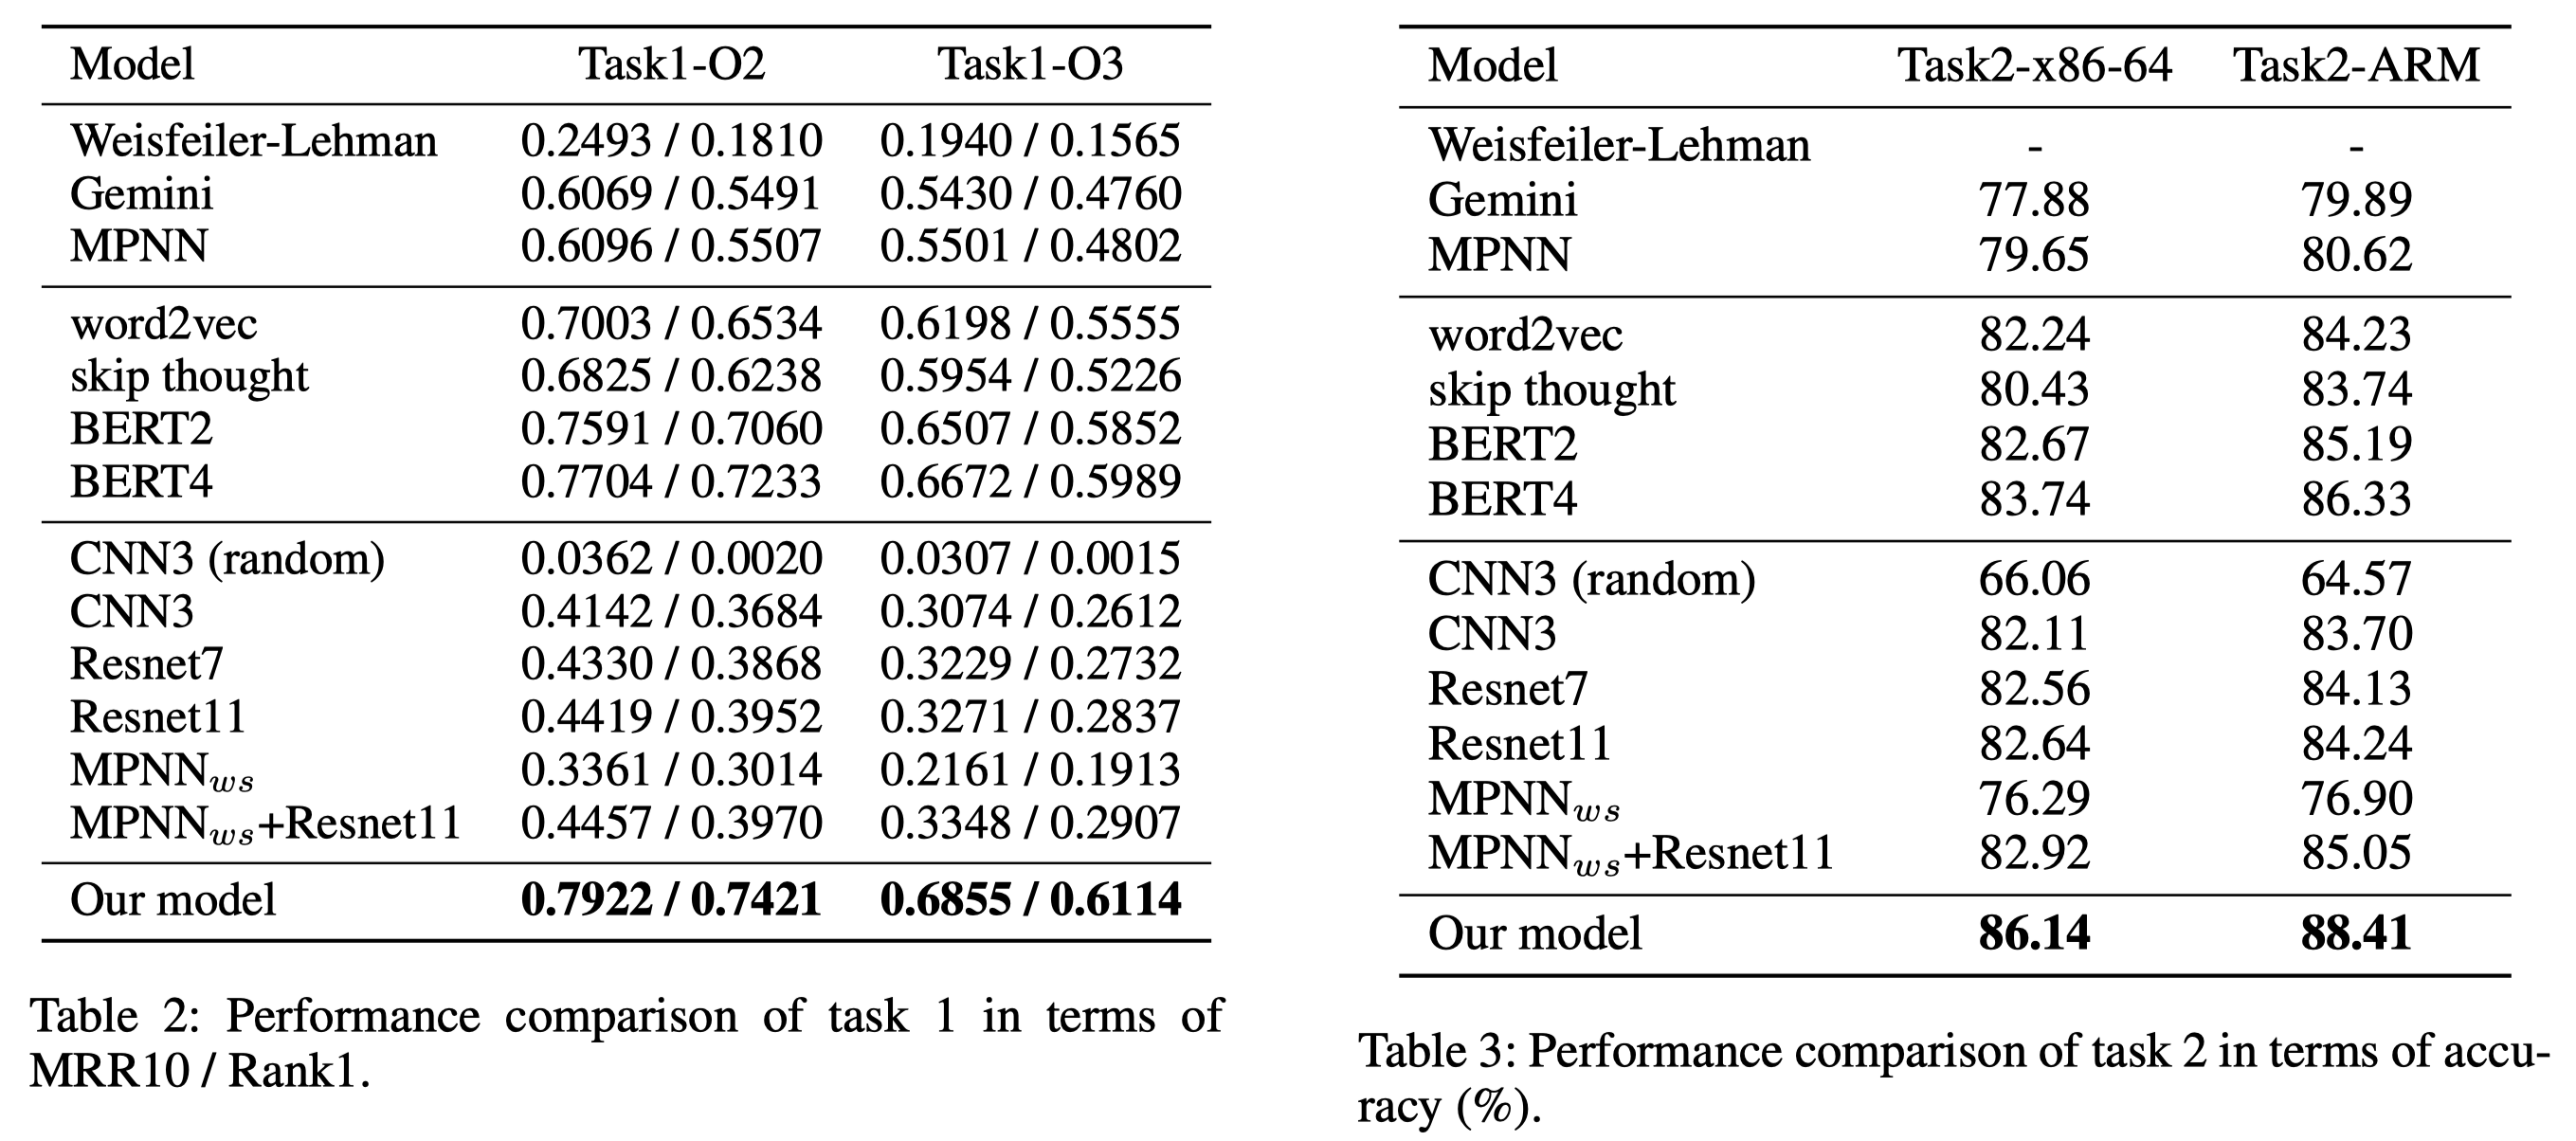 Model Task1-O2 Task1-O3
Weisfeiler-Lehman 0.2493 / 0.1810 0.1940 / 0.1565
Gemini 0.6069 / 0.5491 0.5430 / 0.4760
MPNN 0.6096 / 0.5507 0.5501 / 0.4802
word2vec 0.7003 / 0.6534 0.6198 / 0.5555
skip thought 0.6825 / 0.6238 0.5954 / 0.5226
BERT2 0.7591 / 0.7060 0.6507 / 0.5852
BERT4 0.7704 / 0.7233 0.6672 / 0.5989
CNN3 (random) 0.0362 / 0.0020 0.0307 / 0.0015
CNN3 0.4142 / 0.3684 0.3074 / 0.2612
Resnet7 0.4330 / 0.3868 0.3229 / 0.2732
Resnet11 0.4419 / 0.3952 0.3271 / 0.2837
MPNNws 0.3361 / 0.3014 0.2161 / 0.1913
MPNNws+Resnet11 0.4457 / 0.3970 0.3348 / 0.2907
Our model 0.7922 / 0.7421 0.6855 / 0.6114
Table 2: Performance comparison of task 1 in terms of
MRR10 / Rank1.
Model Task2-x86-64 Task2-ARM
Weisfeiler-Lehman - -
Gemini 77.88 79.89
MPNN 79.65 80.62
word2vec 82.24 84.23
skip thought 80.43 83.74
BERT2 82.67 85.19
BERT4 83.74 86.33
CNN3 (random) 66.06 64.57
CNN3 82.11 83.70
Resnet7 82.56 84.13
Resnet11 82.64 84.24
MPNNws 76.29 76.90
MPNNws+Resnet11 82.92 85.05
Our model 86.14 88.41
Table 3: Performance comparison of task 2 in terms of accu-
racy (%).